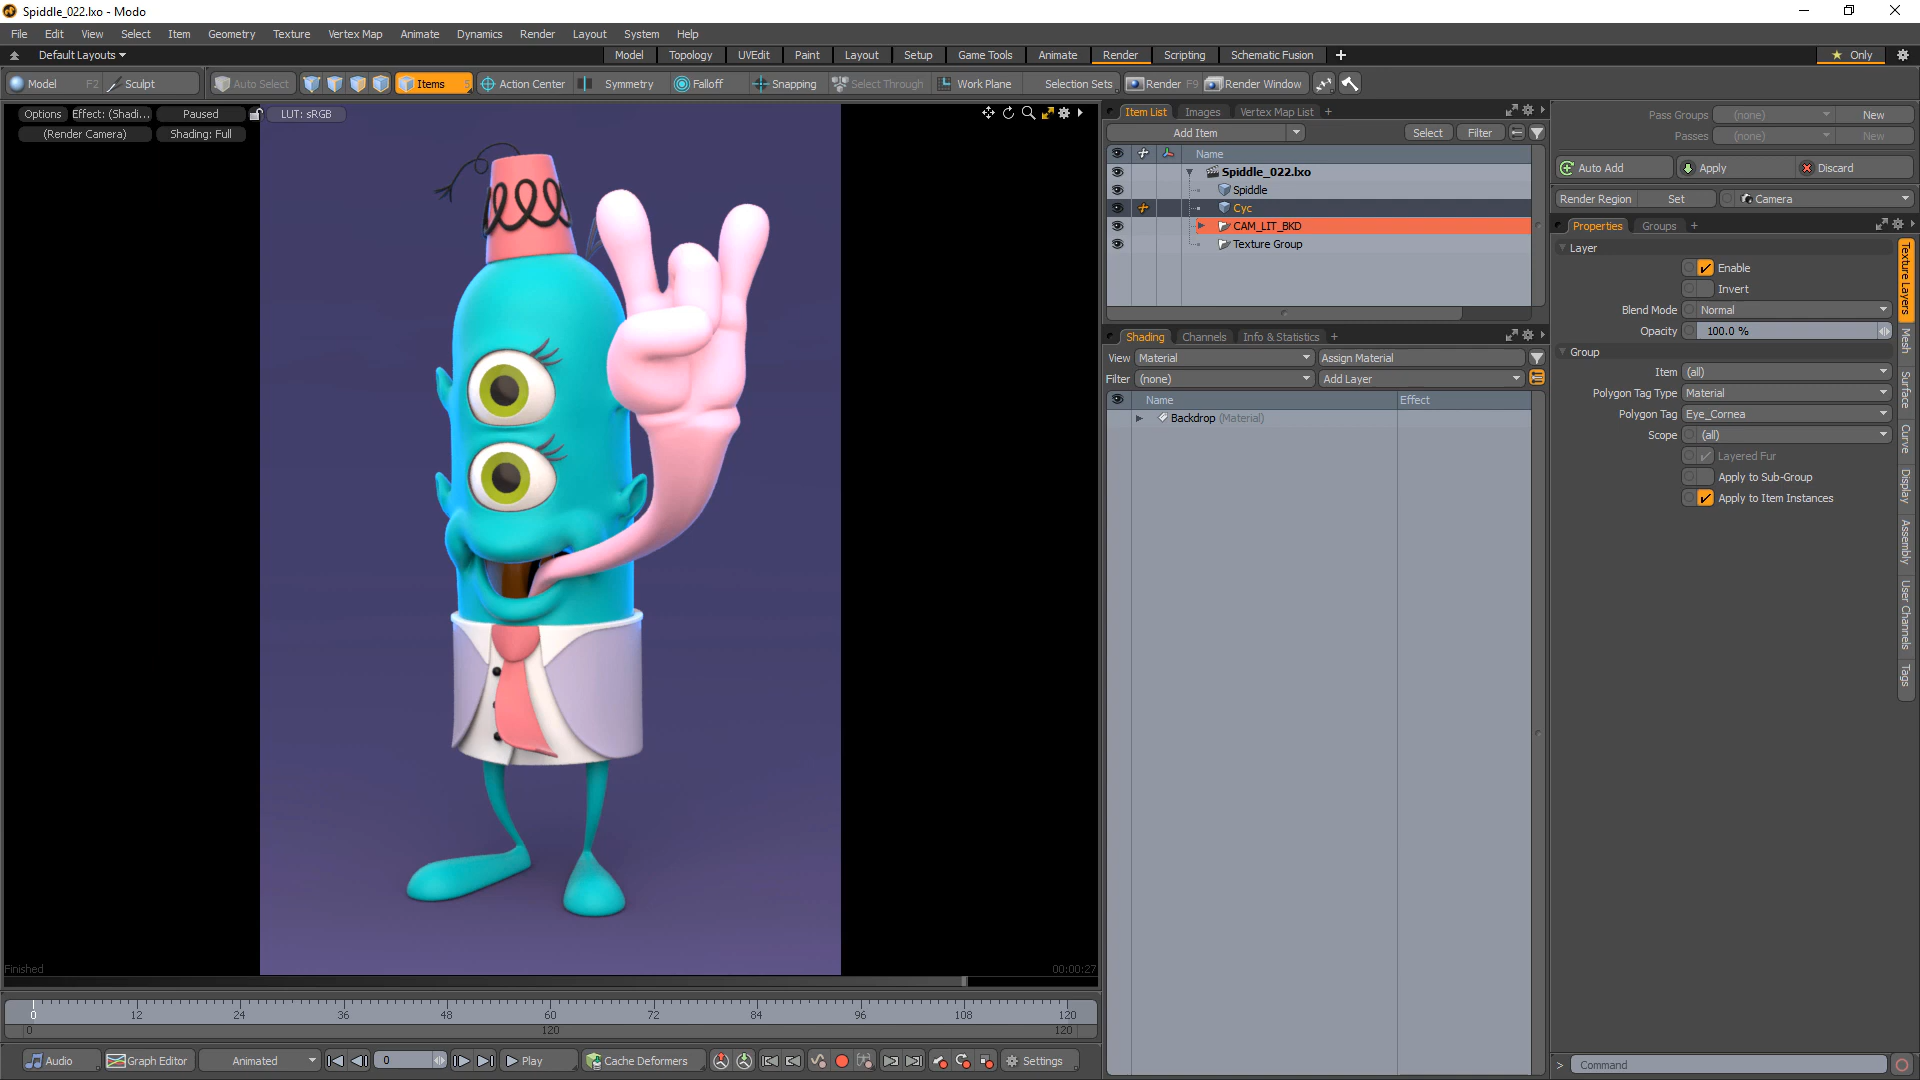 Spiddle_022.lxo - Modo
File Edit View Select Item Geometry Texture Vertex Map Animate Dynamics Render Layout System Help
Default Layouts Model Topology UVEdit Paint Layout Setup Game Tools Animate Render Scripting Schematic Fusion + Only
Model F2 Sculpt Auto Select Items 5 Action Center Symmetry Falloff Snapping Select Through Work Plane Selection Sets Render F9 Render Window
Options Effect: (Shadi... Paused LUT: sRGB
(Render Camera) Shading: Full
Finished 00:00:27
Item List Images Vertex Map List +
Add Item Select Filter
Name
Spiddle_022.lxo
Spiddle
Cyc
CAM_LIT_BKD
Texture Group
Shading Channels Info & Statistics +
View Material Assign Material
Filter (none) Add Layer
Name Effect
Backdrop (Material)
Pass Groups (none) New
Passes (none) New
Auto Add Apply Discard
Render Region Set Camera
Properties Groups +
Layer
Enable
Invert
Blend Mode Normal
Opacity 100.0 %
Group
Item (all)
Polygon Tag Type Material
Polygon Tag Eye_Cornea
Scope (all)
Layered Fur
Apply to Sub-Group
Apply to Item Instances
Texture Layers
Mesh
Surface
Curve
Display
Assembly
User Channels
Tags
0 12 24 36 48 60 72 84 96 108 120
0 120 120
Audio Graph Editor Animated 0 Play Cache Deformers Settings
> Command